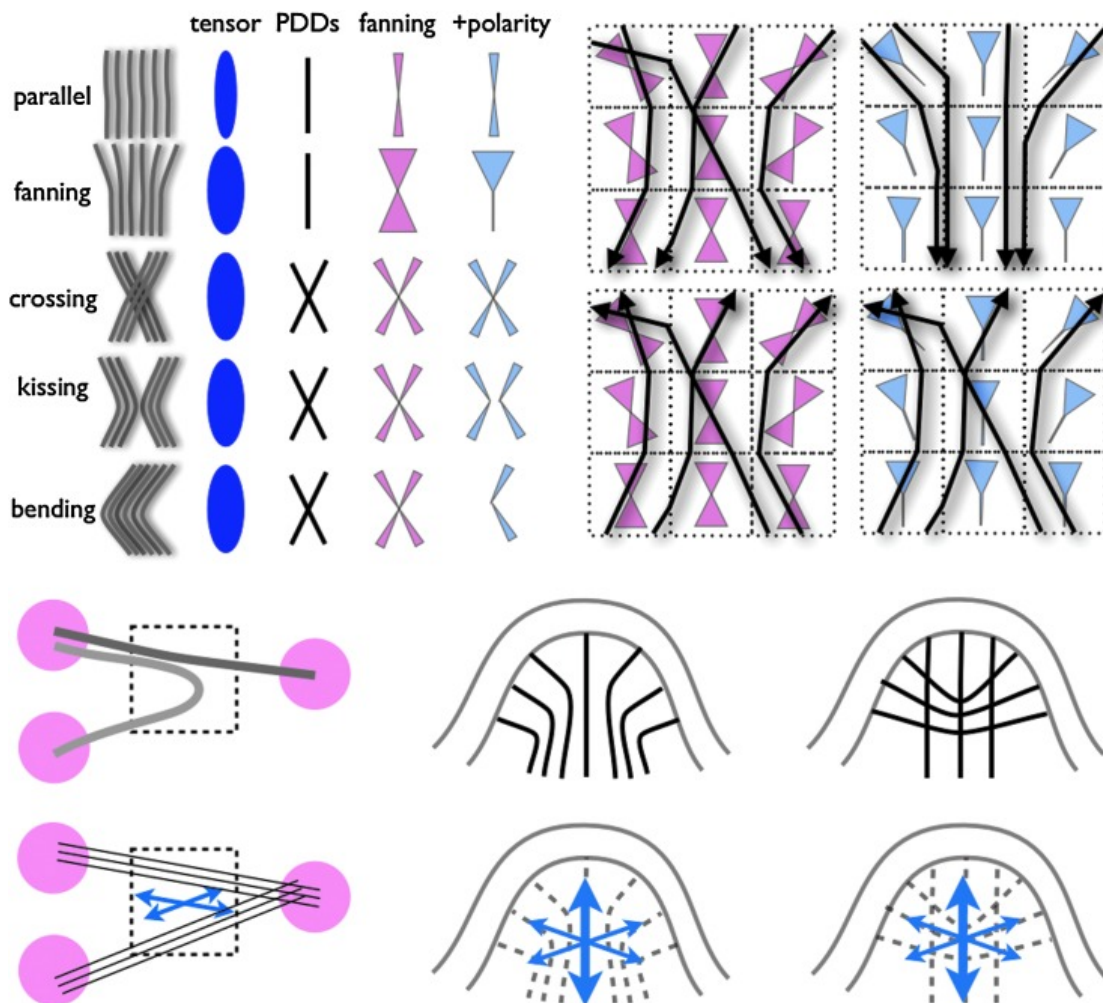 tensor PDDs fanning +polarity
parallel
fanning
crossing
kissing
bending